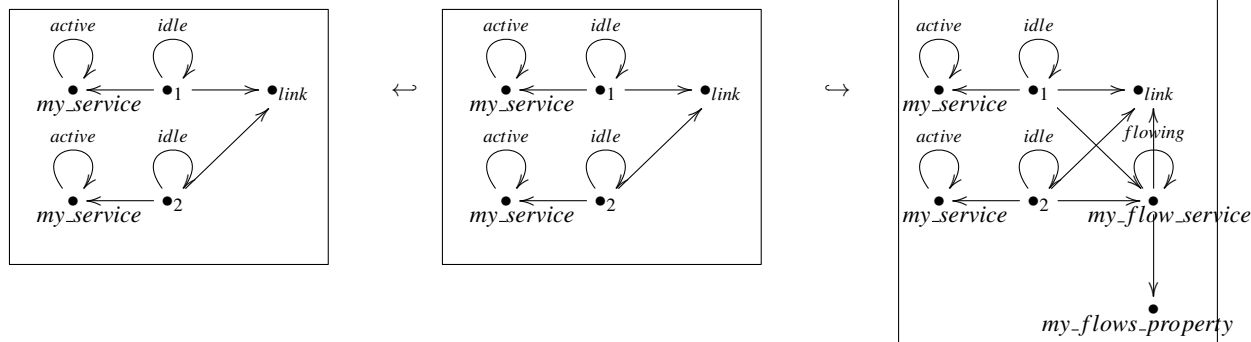 active idle active idle active idle
1 link 1 link 1 link
my_service my_service my_service
active idle active idle active idle flowing
2 2 2
my_service my_service my_service my_flow_service
my_flows_property